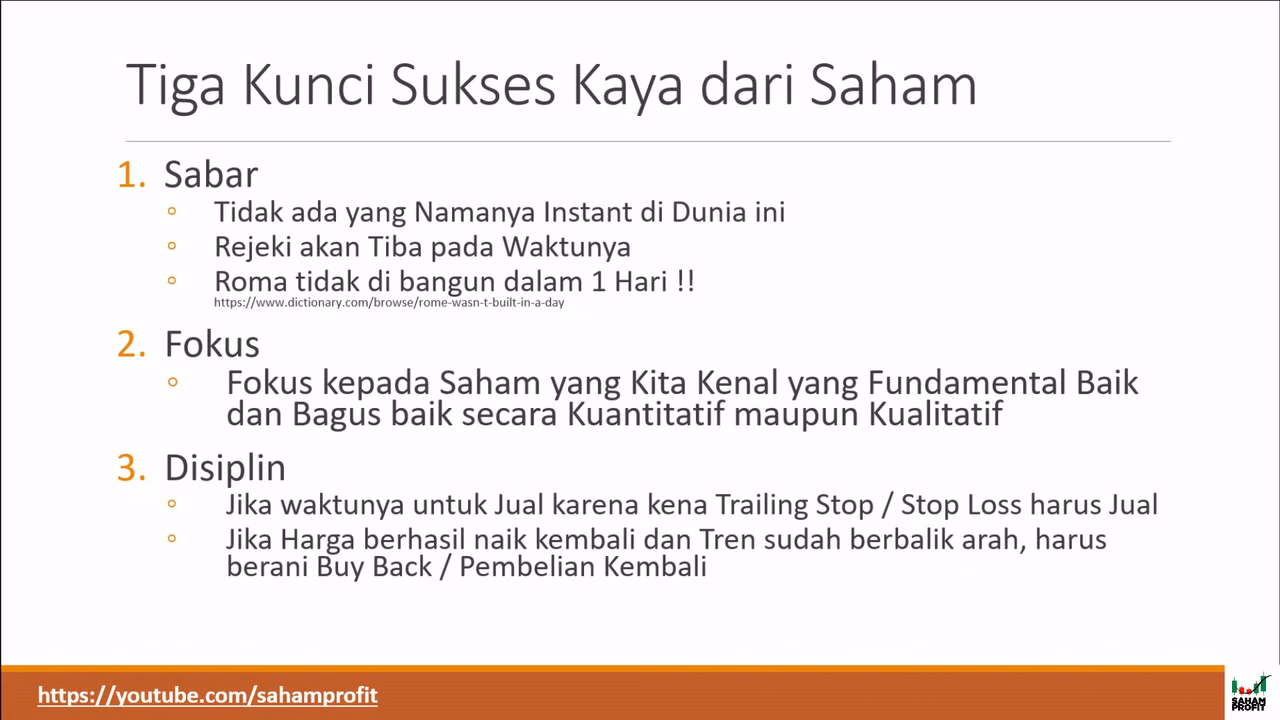 Tiga Kunci Sukses Kaya dari Saham
1. Sabar
◦ Tidak ada yang Namanya Instant di Dunia ini
◦ Rejeki akan Tiba pada Waktunya
◦ Roma tidak di bangun dalam 1 Hari !!
https://www.dictionary.com/browse/rome-wasn-t-built-in-a-day
2. Fokus
◦ Fokus kepada Saham yang Kita Kenal yang Fundamental Baik
dan Bagus baik secara Kuantitatif maupun Kualitatif
3. Disiplin
◦ Jika waktunya untuk Jual karena kena Trailing Stop / Stop Loss harus Jual
◦ Jika Harga berhasil naik kembali dan Tren sudah berbalik arah, harus
berani Buy Back / Pembelian Kembali
https://youtube.com/sahamprofit
SAHAM
PROFIT